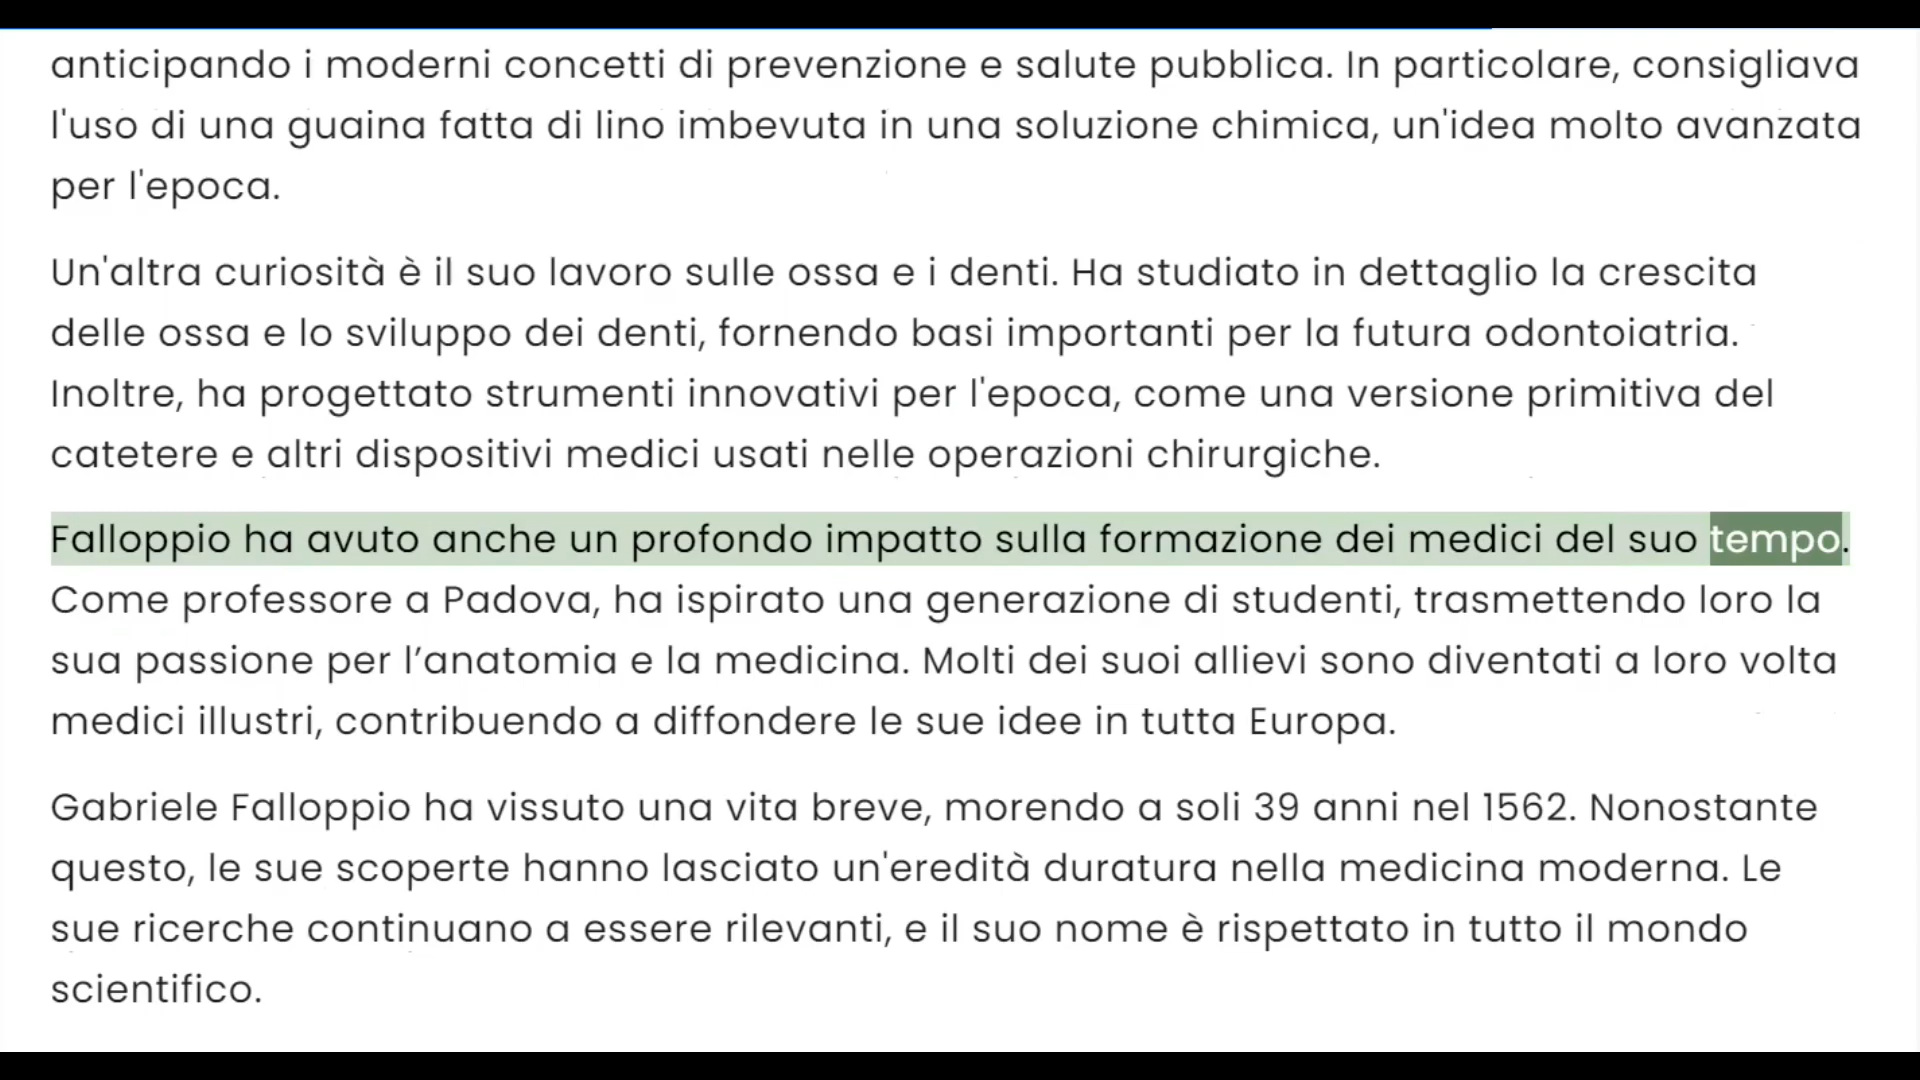 anticipando i moderni concetti di prevenzione e salute pubblica. In particolare, consigliava
l'uso di una guaina fatta di lino imbevuta in una soluzione chimica, un'idea molto avanzata
per l'epoca.
Un'altra curiosità è il suo lavoro sulle ossa e i denti. Ha studiato in dettaglio la crescita
delle ossa e lo sviluppo dei denti, fornendo basi importanti per la futura odontoiatria.
Inoltre, ha progettato strumenti innovativi per l'epoca, come una versione primitiva del
catetere e altri dispositivi medici usati nelle operazioni chirurgiche.
Falloppio ha avuto anche un profondo impatto sulla formazione dei medici del suo tempo.
Come professore a Padova, ha ispirato una generazione di studenti, trasmettendo loro la
sua passione per l’anatomia e la medicina. Molti dei suoi allievi sono diventati a loro volta
medici illustri, contribuendo a diffondere le sue idee in tutta Europa.
Gabriele Falloppio ha vissuto una vita breve, morendo a soli 39 anni nel 1562. Nonostante
questo, le sue scoperte hanno lasciato un'eredità duratura nella medicina moderna. Le
sue ricerche continuano a essere rilevanti, e il suo nome è rispettato in tutto il mondo
scientifico.